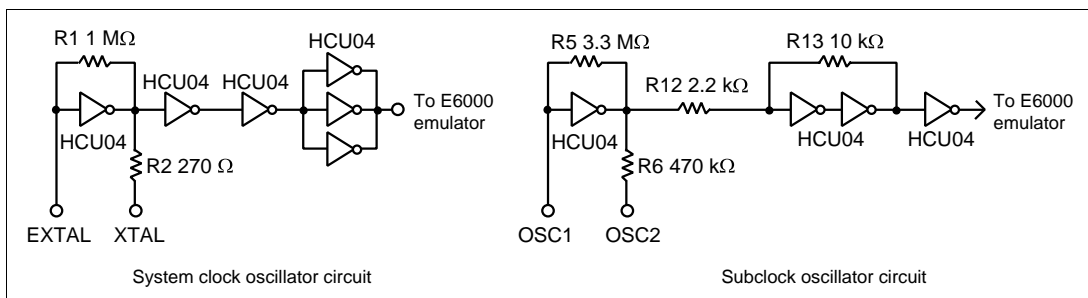 R1 1 MΩ
HCU04
HCU04
HCU04
HCU04
R2 270 Ω
To E6000
emulator
EXTAL
XTAL
System clock oscillator circuit
R5 3.3 MΩ
R13 10 kΩ
R12 2.2 kΩ
HCU04
HCU04
HCU04
R6 470 kΩ
To E6000
emulator
OSC1
OSC2
Subclock oscillator circuit